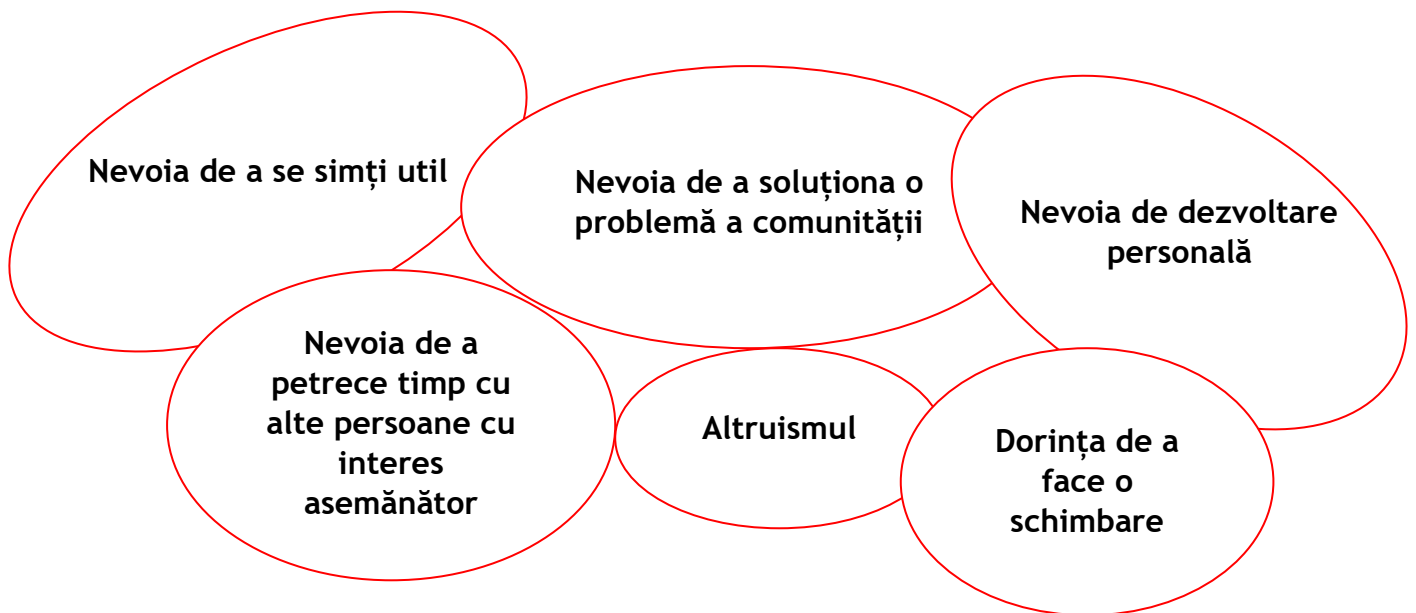 Nevoia de a se simți util
Nevoia de a soluționa o
problemă a comunității
Nevoia de dezvoltare
personală
Nevoia de a
petrece timp cu
alte persoane cu
interes
asemănător
Altruismul
Dorința de a
face o
schimbare